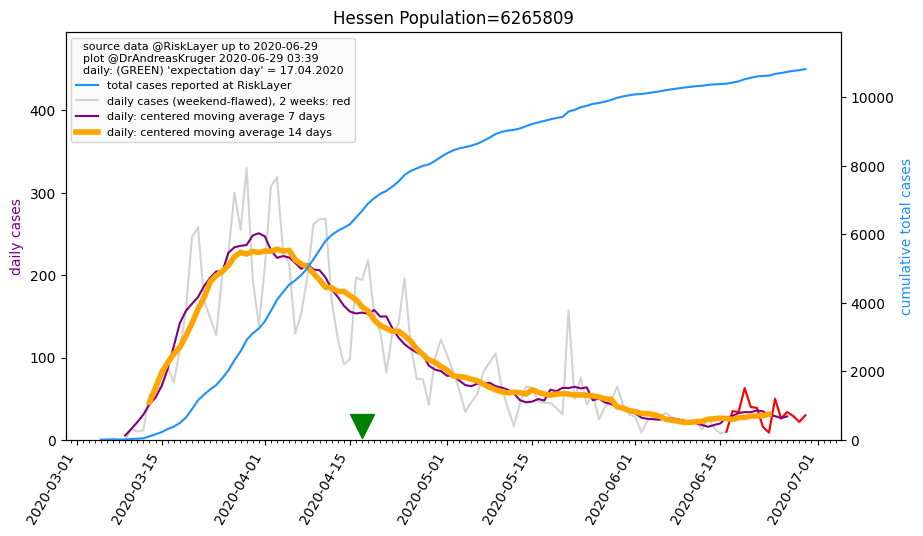 Hessen Population=6265809
source data @RiskLayer up to 2020-06-29
plot @DrAndreasKruger 2020-06-29 03:39
daily: (GREEN) 'expectation day' = 17.04.2020
total cases reported at RiskLayer
daily cases (weekend-flawed), 2 weeks: red
daily: centered moving average 7 days
daily: centered moving average 14 days
daily cases
400
300
200
100
0
cumulative total cases
10000
8000
6000
4000
2000
0
2020-03-01
2020-03-15
2020-04-01
2020-04-15
2020-05-01
2020-05-15
2020-06-01
2020-06-15
2020-07-01